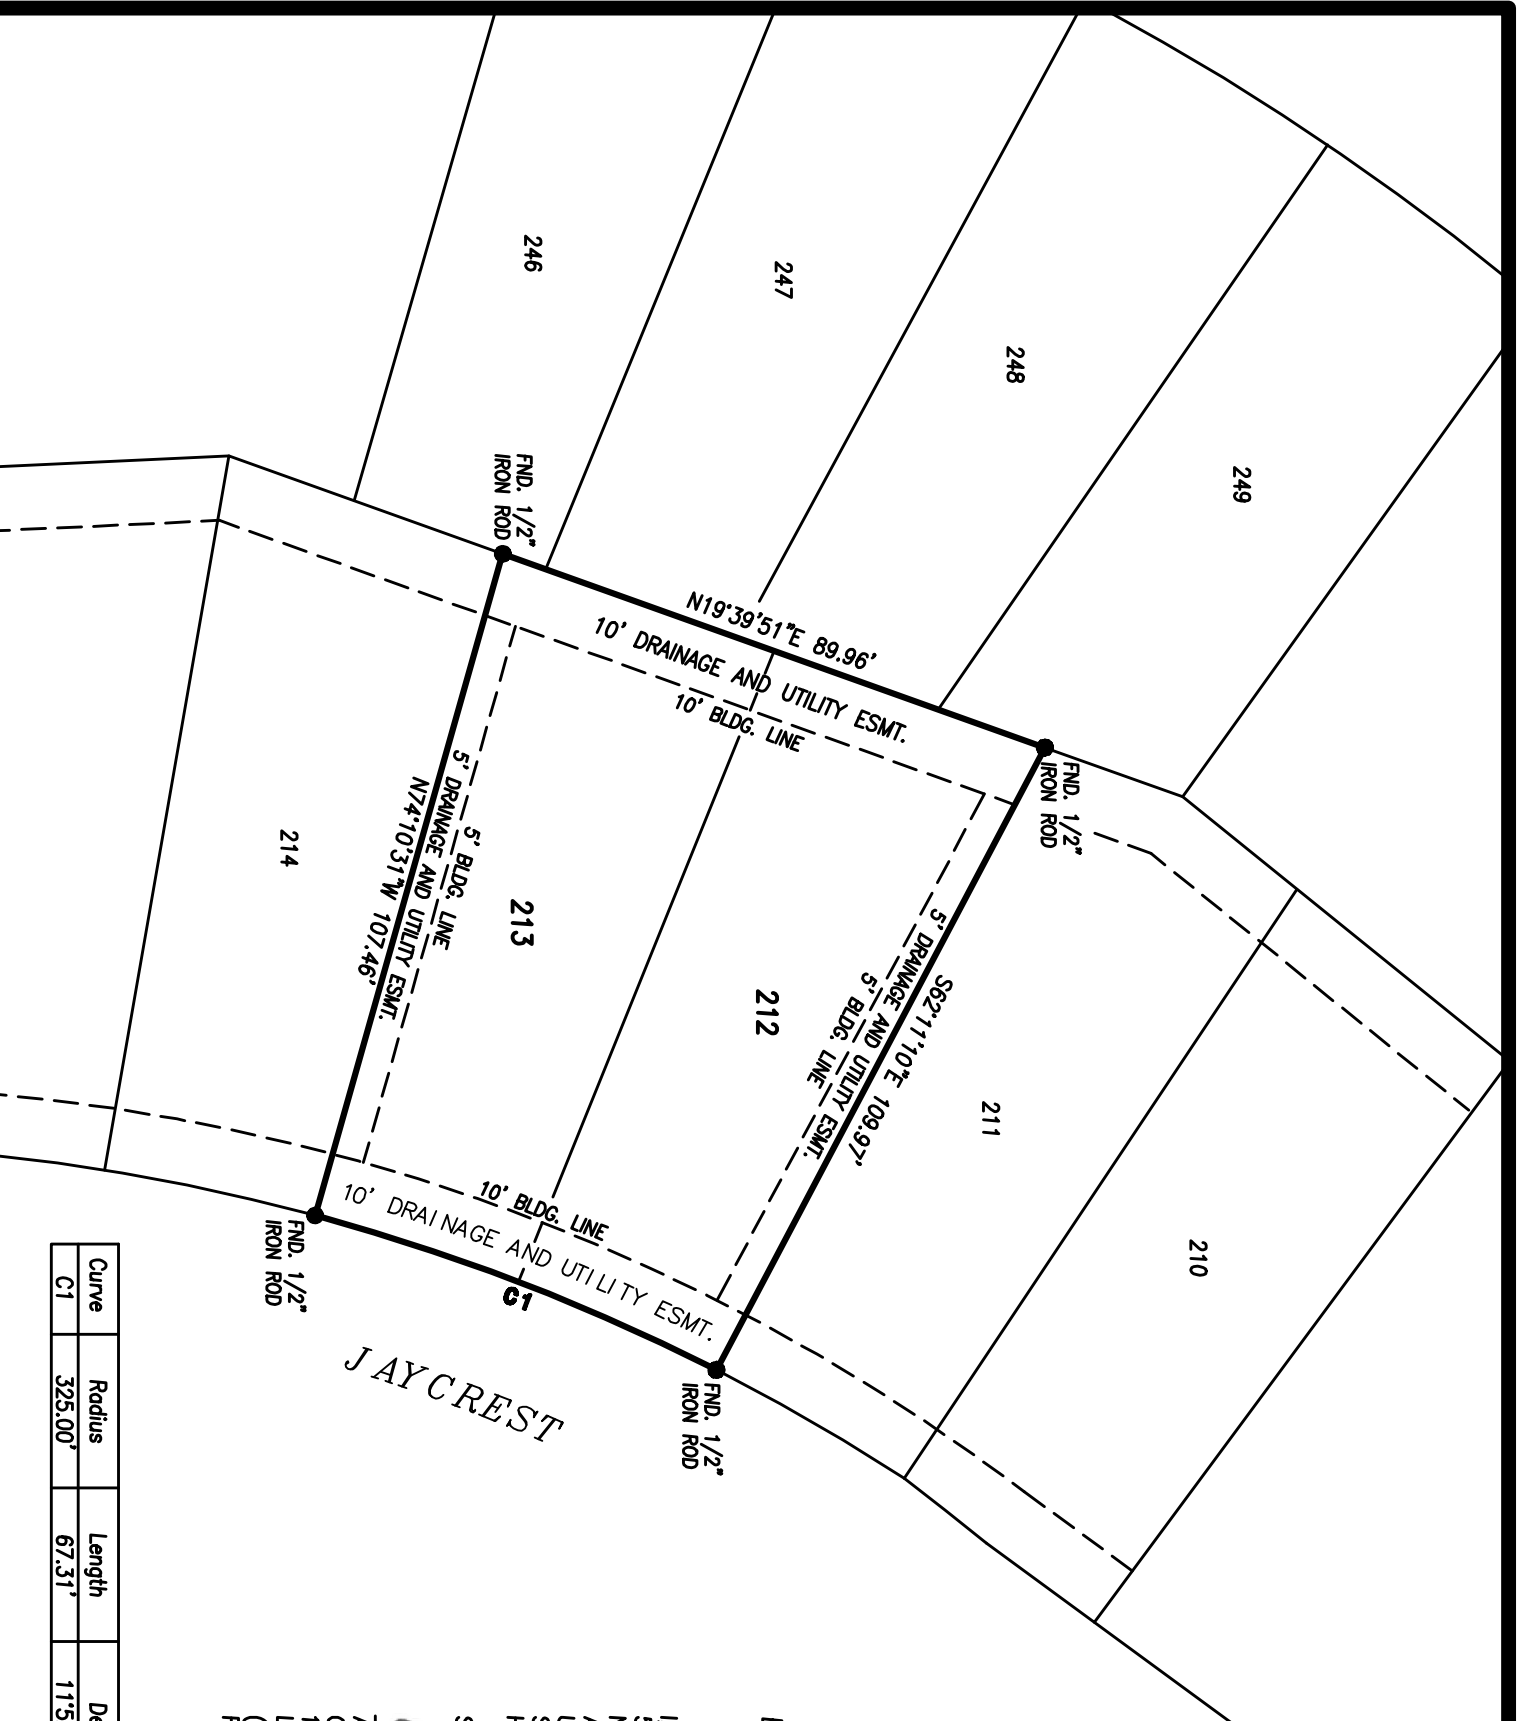 246
247
248
249
FND. 1/2"
IRON ROD
N19°39'51"E 89.96'
10' DRAINAGE AND UTILITY ESMT.
10' BLDG. LINE
FND. 1/2"
IRON ROD
5' BLDG. LINE
5' DRAINAGE AND UTILITY ESMT.
N74°10'31"W 107.46'
214
213
212
S62°11'10"E 109.97'
5' DRAINAGE AND UTILITY ESMT.
5' BLDG. LINE
211
210
10' BLDG. LINE
10' DRAINAGE AND UTILITY ESMT.
C1
FND. 1/2"
IRON ROD
FND. 1/2"
IRON ROD
JAYCREST
Curve Radius Length
C1 325.00' 67.31'